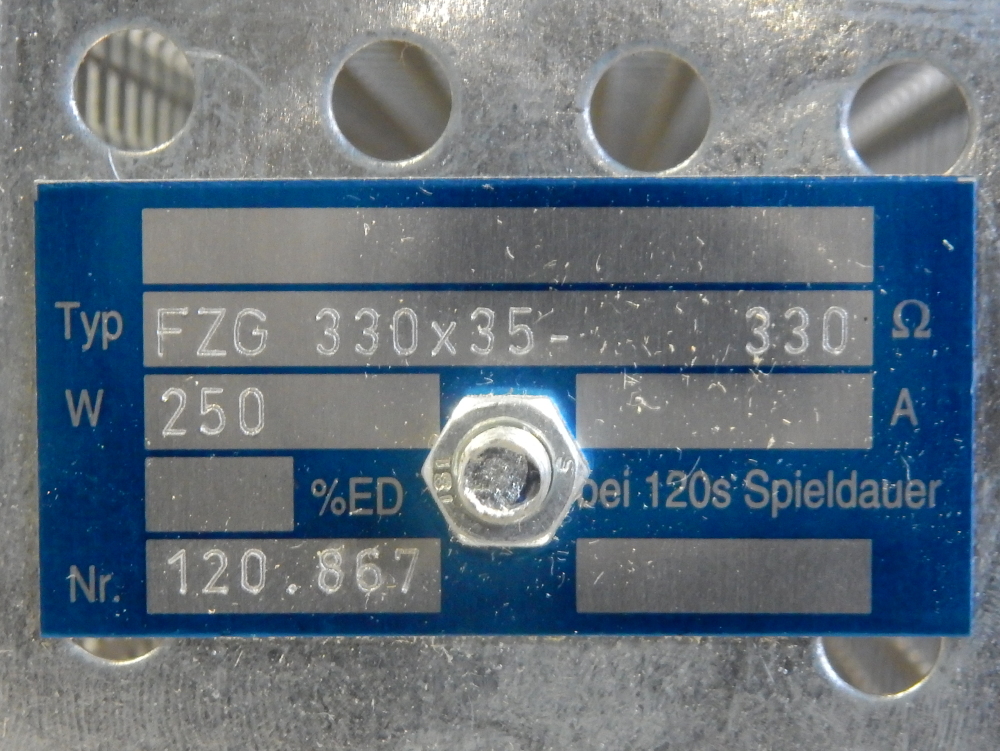 Typ FZG 330x35- 330 Ω
W 250 A
%ED bei 120s Spieldauer
Nr. 120.867